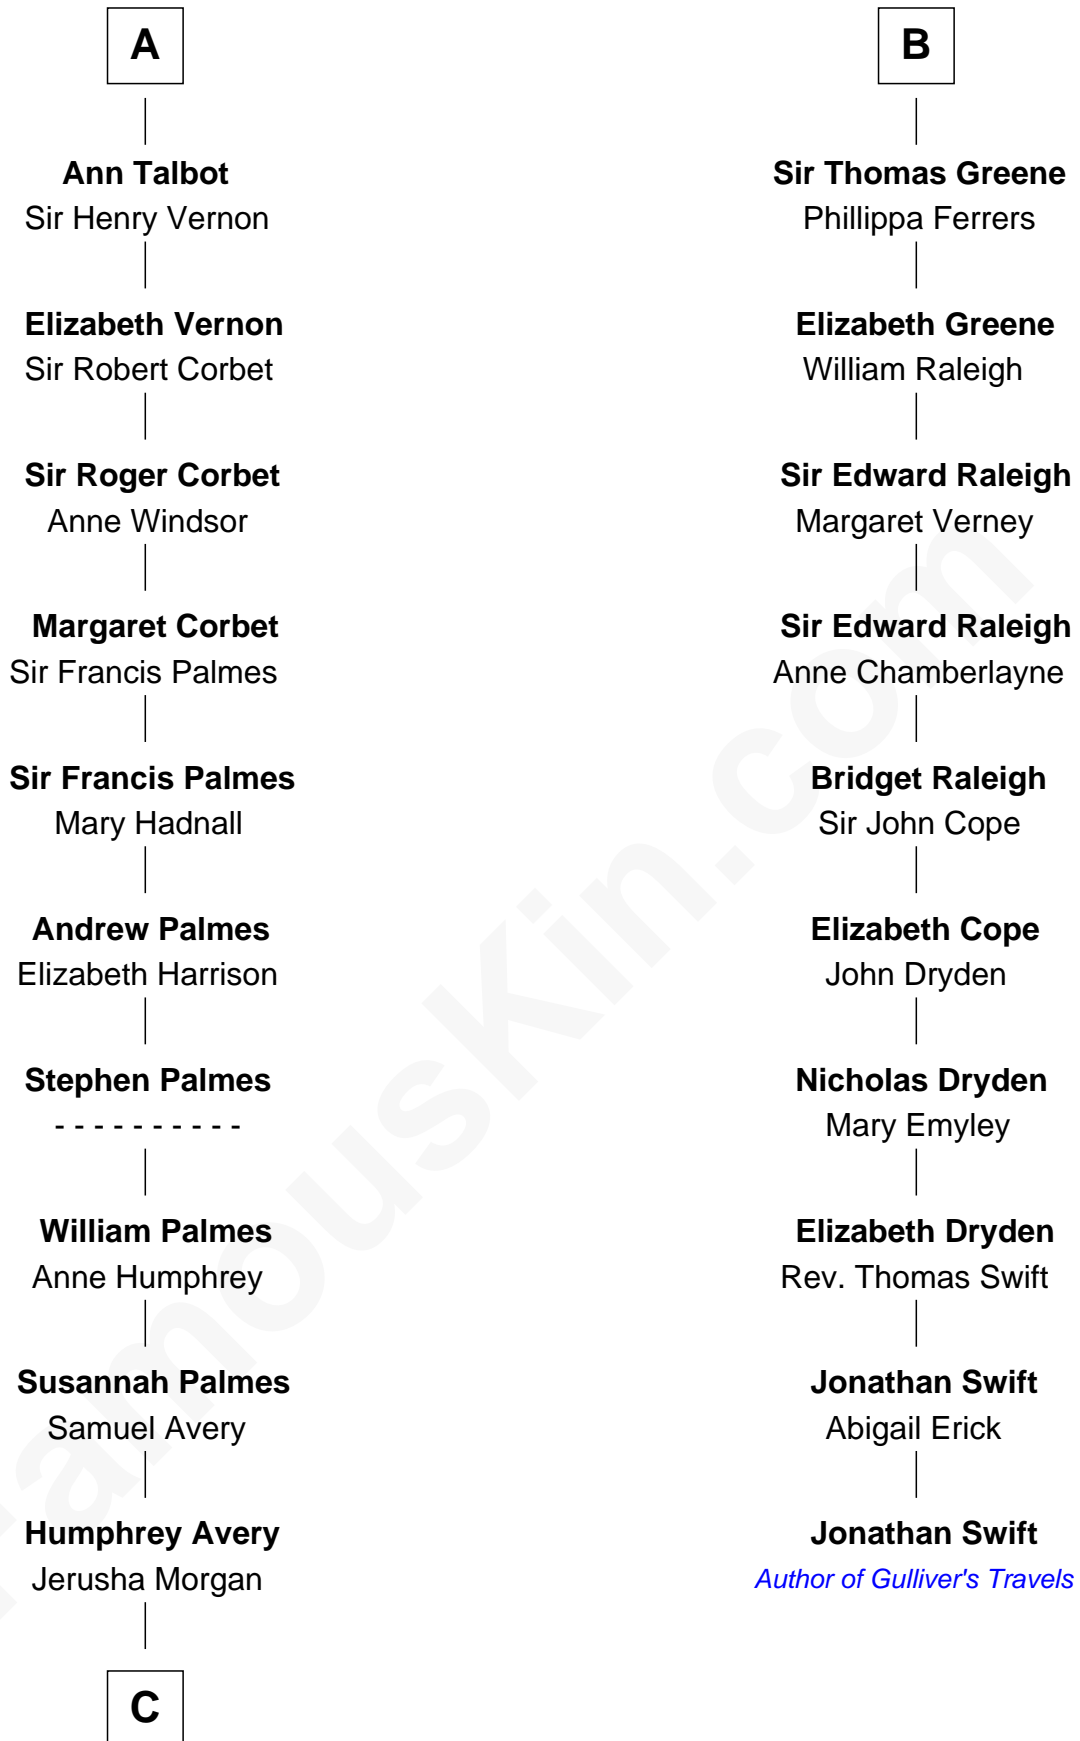 A
Ann Talbot
Sir Henry Vernon
Elizabeth Vernon
Sir Robert Corbet
Sir Roger Corbet
Anne Windsor
Margaret Corbet
Sir Francis Palmes
Sir Francis Palmes
Mary Hadnall
Andrew Palmes
Elizabeth Harrison
Stephen Palmes
- - - - - - - - - -
William Palmes
Anne Humphrey
Susannah Palmes
Samuel Avery
Humphrey Avery
Jerusha Morgan
C
B
Sir Thomas Greene
Phillippa Ferrers
Elizabeth Greene
William Raleigh
Sir Edward Raleigh
Margaret Verney
Sir Edward Raleigh
Anne Chamberlayne
Bridget Raleigh
Sir John Cope
Elizabeth Cope
John Dryden
Nicholas Dryden
Mary Emyley
Elizabeth Dryden
Rev. Thomas Swift
Jonathan Swift
Abigail Erick
Jonathan Swift
Author of Gulliver's Travels
FamousKin.com